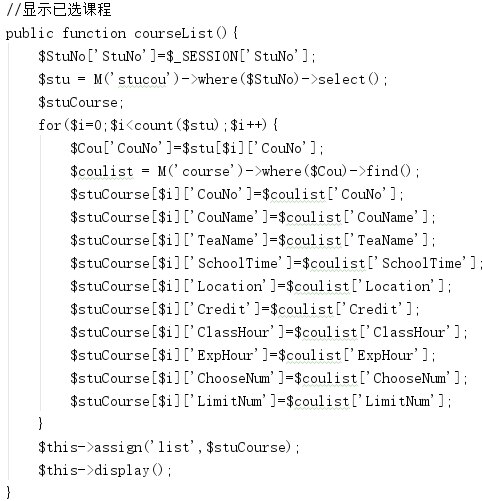 //显示已选课程
public function courseList(){
$StuNo['StuNo']=$_SESSION['StuNo'];
$stu = M('stucou')->where($StuNo)->select();
$stuCourse;
for($i=0;$i<count($stu);$i++){
$Cou['CouNo']=$stu[$i]['CouNo'];
$coulist = M('course')->where($Cou)->find();
$stuCourse[$i]['CouNo']=$coulist['CouNo'];
$stuCourse[$i]['CouName']=$coulist['CouName'];
$stuCourse[$i]['TeaName']=$coulist['TeaName'];
$stuCourse[$i]['SchoolTime']=$coulist['SchoolTime'];
$stuCourse[$i]['Location']=$coulist['Location'];
$stuCourse[$i]['Credit']=$coulist['Credit'];
$stuCourse[$i]['ClassHour']=$coulist['ClassHour'];
$stuCourse[$i]['ExpHour']=$coulist['ExpHour'];
$stuCourse[$i]['ChooseNum']=$coulist['ChooseNum'];
$stuCourse[$i]['LimitNum']=$coulist['LimitNum'];
}
$this->assign('list',$stuCourse);
$this->display();
}